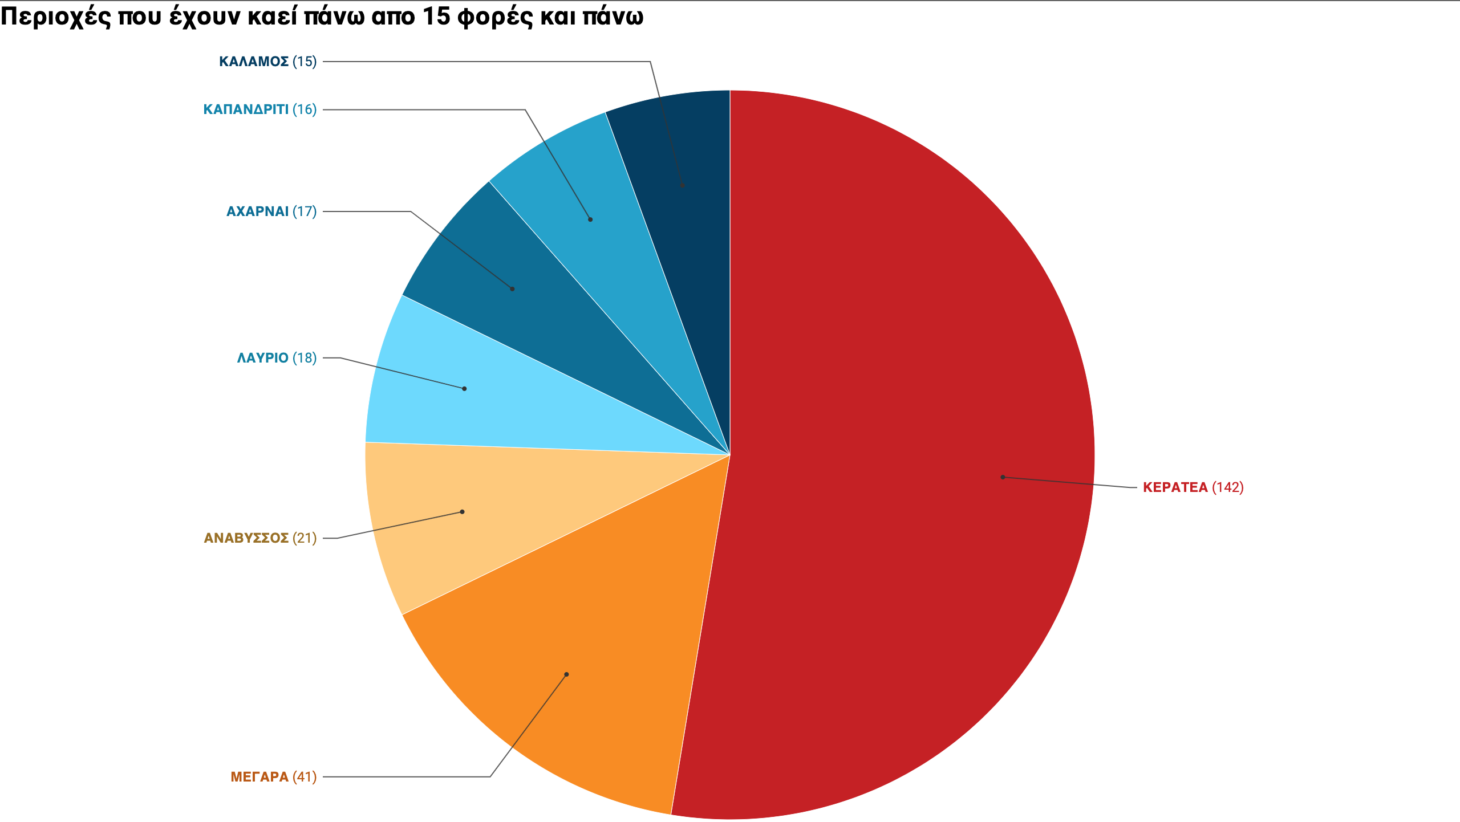 Περιοχές που έχουν καεί πάνω απο 15 φορές και πάνω
ΚΑΛΑΜΟΣ (15)
ΚΑΠΑΝΔΡΙΤΙ (16)
ΑΧΑΡΝΑΙ (17)
ΛΑΥΡΙΟ (18)
ΚΕΡΑΤΕΑ (142)
ΑΝΑΒΥΣΣΟΣ (21)
ΜΕΓΑΡΑ (41)